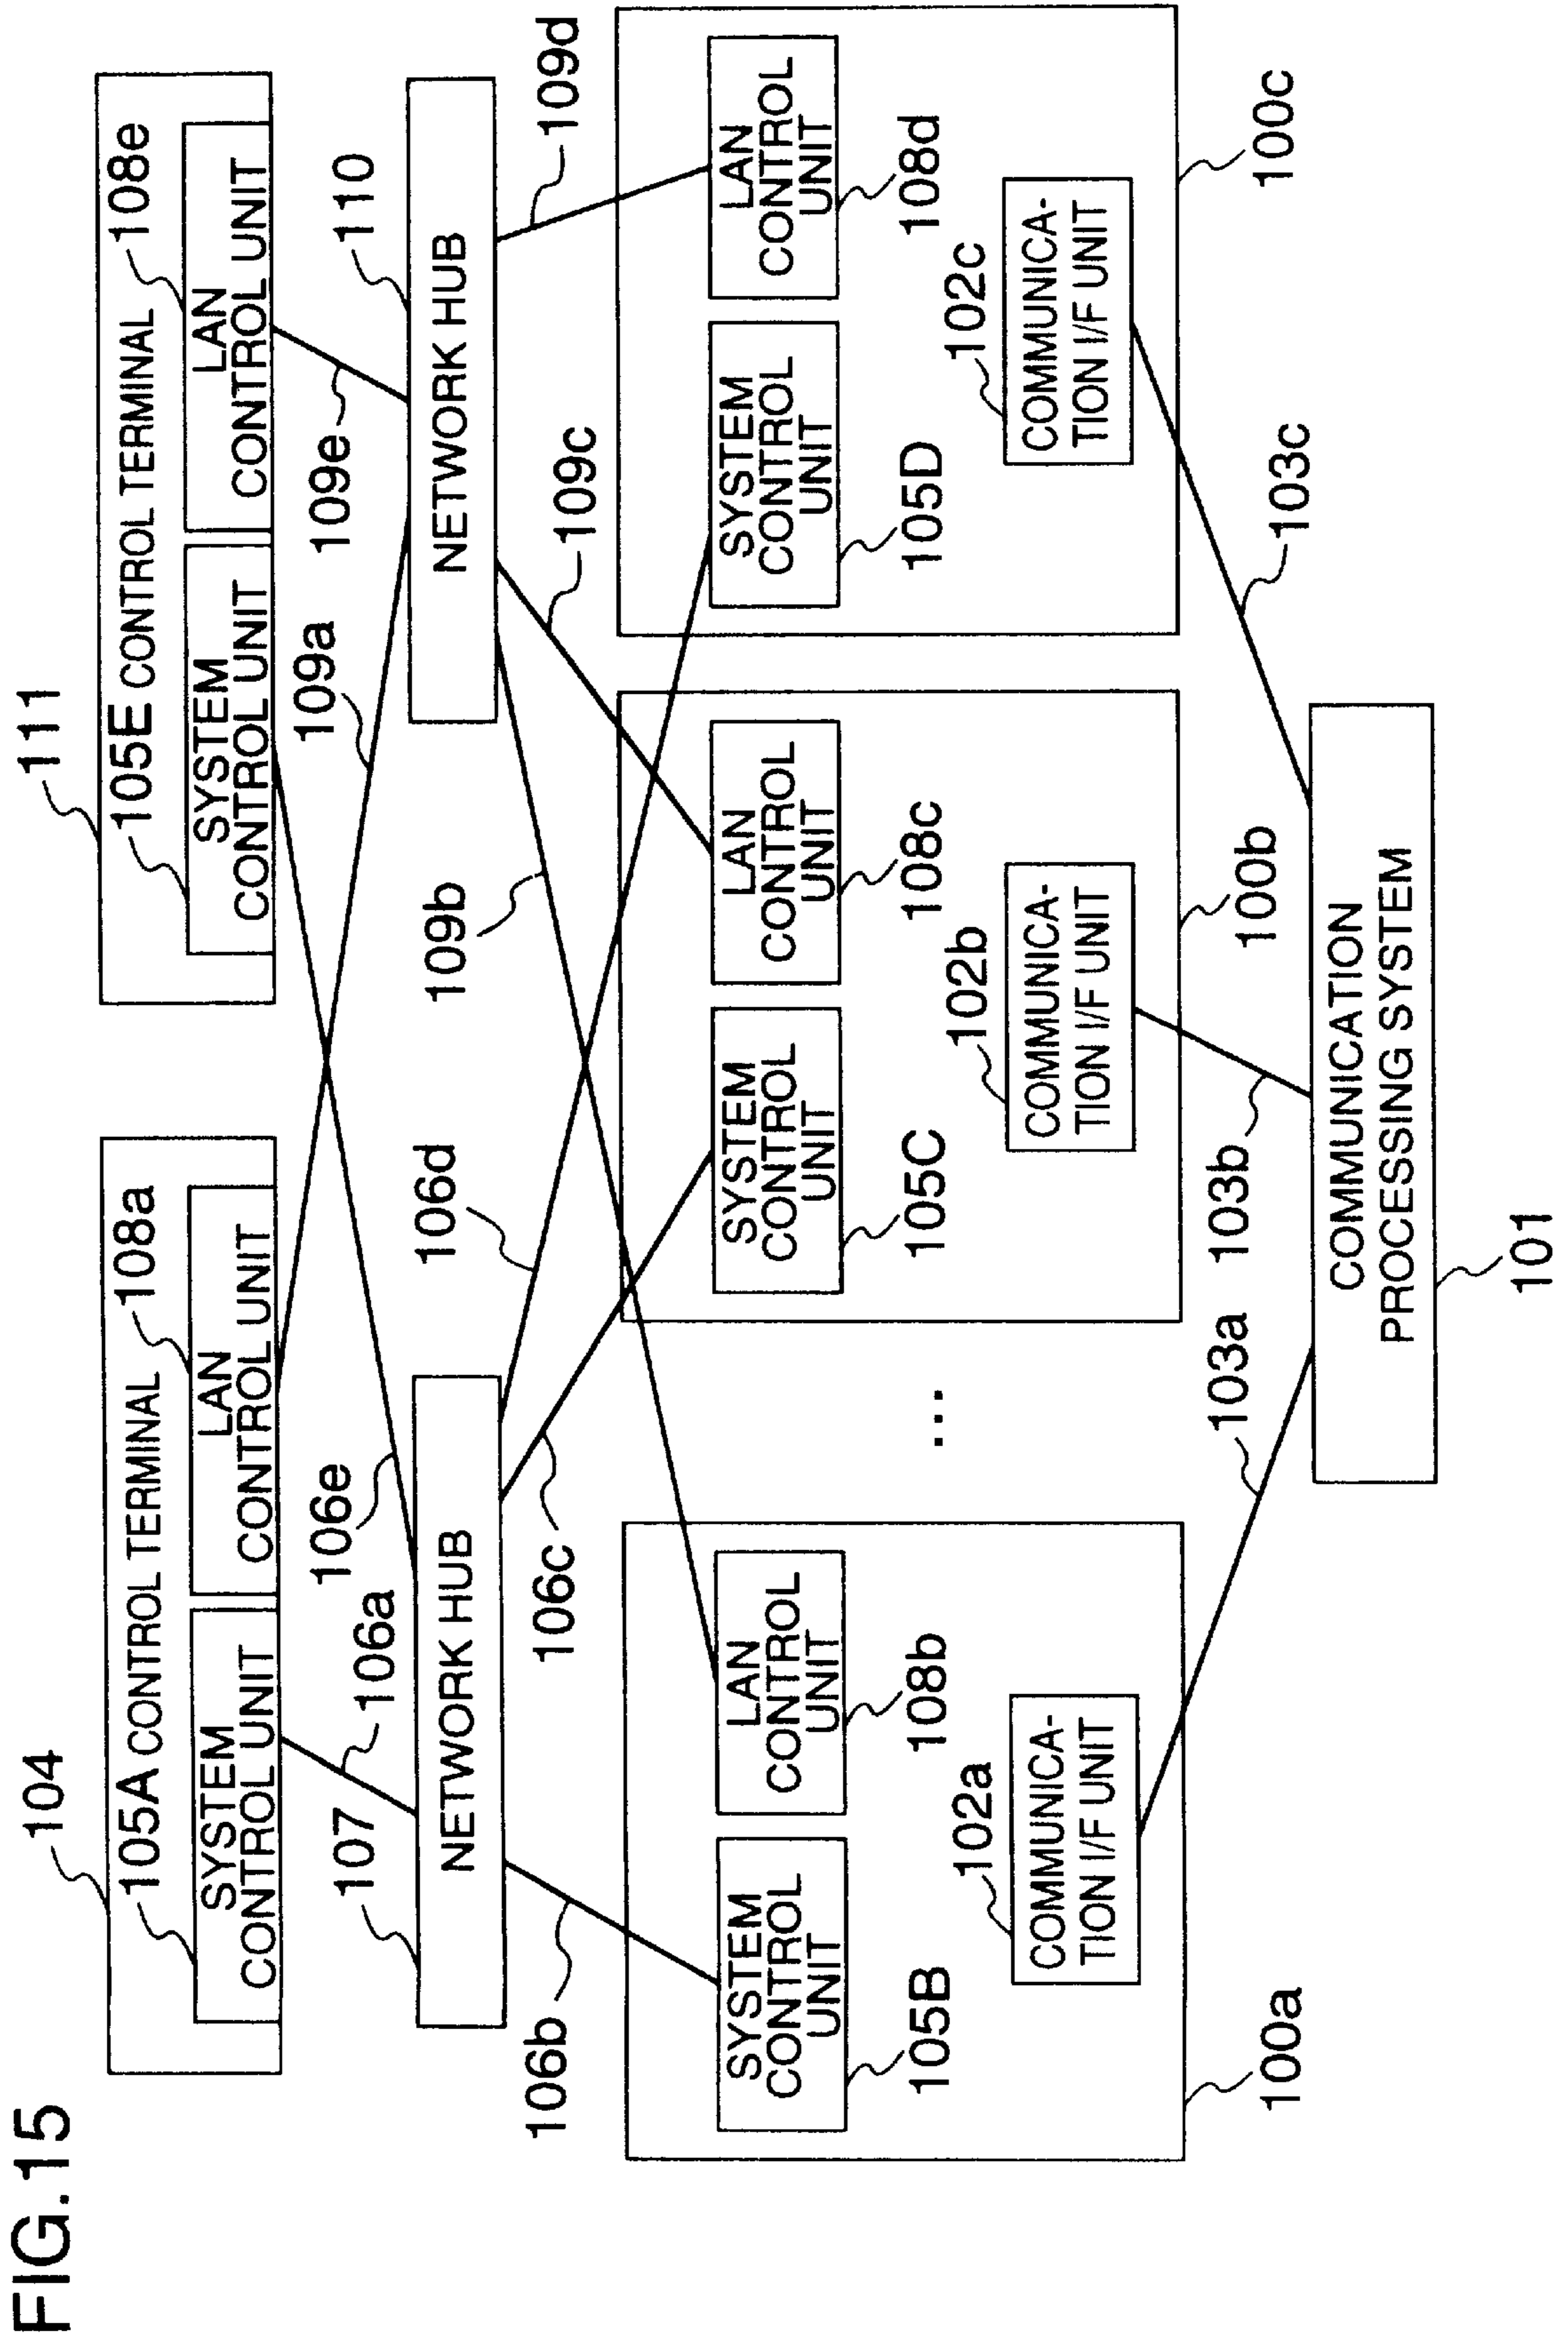 FIG.15
104
111
105A CONTROL TERMINAL
108a
105E CONTROL TERMINAL
108e
SYSTEM
CONTROL UNIT
LAN
CONTROL UNIT
SYSTEM
CONTROL UNIT
LAN
CONTROL UNIT
107
106a
106e
109a
109e
110
NETWORK HUB
NETWORK HUB
106b
106c
106d
109b
109c
109d
SYSTEM
CONTROL
UNIT
LAN
CONTROL
UNIT
SYSTEM
CONTROL
UNIT
LAN
CONTROL
UNIT
SYSTEM
CONTROL
UNIT
LAN
CONTROL
UNIT
105B
108b
...
105C
108c
105D
108d
102a
102b
102c
COMMUNICA-
TION I/F UNIT
COMMUNICA-
TION I/F UNIT
COMMUNICA-
TION I/F UNIT
100a
103a
103b
100b
103c
100c
COMMUNICATION
PROCESSING SYSTEM
101